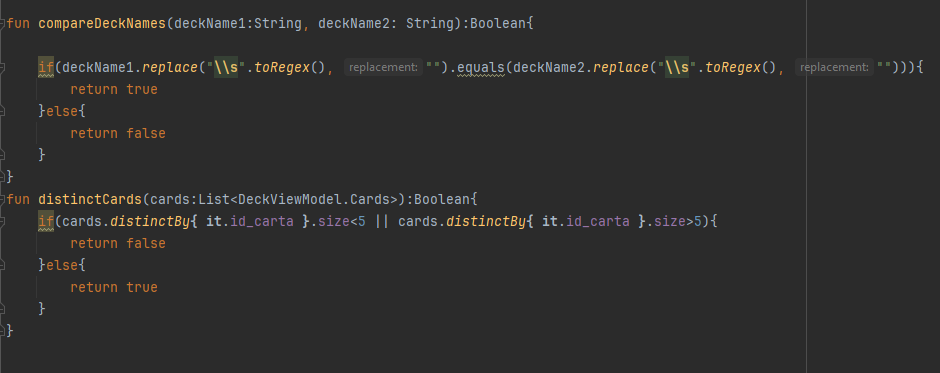 fun compareDeckNames(deckName1:String, deckName2: String):Boolean{
if(deckName1.replace("\\s".toRegex(), replacement: "").equals(deckName2.replace("\\s".toRegex(), replacement: ""))){
return true
}else{
return false
}
}
fun distinctCards(cards:List<DeckViewModel.Cards>):Boolean{
if(cards.distinctBy{ it.id_carta }.size<5 || cards.distinctBy{ it.id_carta }.size>5){
return false
}else{
return true
}
}